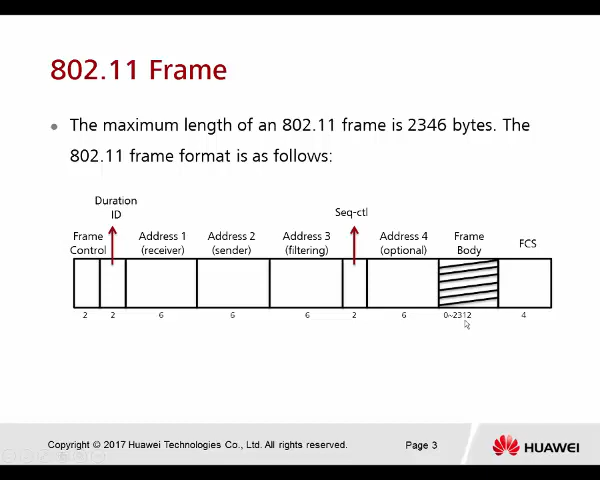 802.11 Frame
● The maximum length of an 802.11 frame is 2346 bytes. The
802.11 frame format is as follows:
Duration
ID
Seq-ctl
Frame
Control
Address 1
(receiver)
Address 2
(sender)
Address 3
(filtering)
Address 4
(optional)
Frame
Body
FCS
2 2 6 6 6 2 6 0~2312 4
Copyright © 2017 Huawei Technologies Co., Ltd. All rights reserved. Page 3 HUAWEI